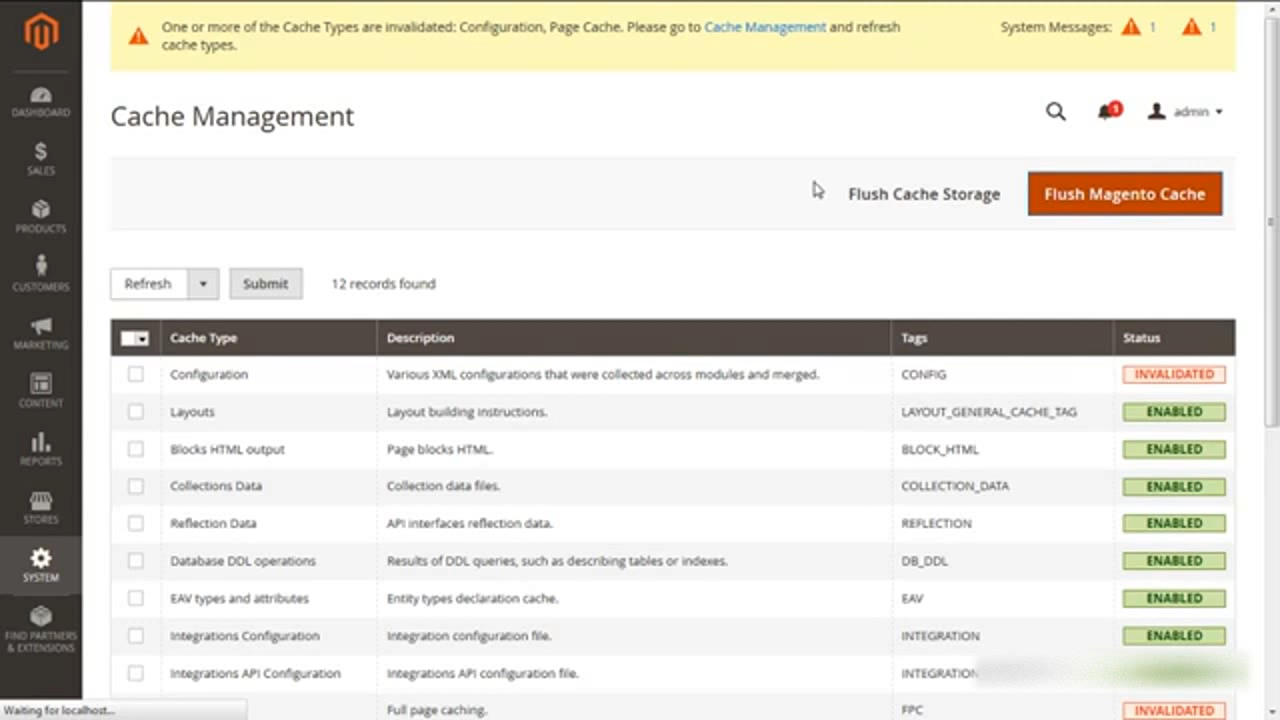 One or more of the Cache Types are invalidated: Configuration, Page Cache. Please go to Cache Management and refresh
cache types.
System Messages: 1 1
Cache Management
1
admin
Flush Cache Storage
Flush Magento Cache
Refresh
Submit
12 records found
Cache Type Description Tags Status
Configuration Various XML configurations that were collected across modules and merged. CONFIG INVALIDATED
Layouts Layout building instructions. LAYOUT_GENERAL_CACHE_TAG ENABLED
Blocks HTML output Page blocks HTML. BLOCK_HTML ENABLED
Collections Data Collection data files. COLLECTION_DATA ENABLED
Reflection Data API interfaces reflection data. REFLECTION ENABLED
Database DDL operations Results of DDL queries, such as describing tables or indexes. DB_DDL ENABLED
EAV types and attributes Entity types declaration cache. EAV ENABLED
Integrations Configuration Integration configuration file. INTEGRATION ENABLED
Integrations API Configuration Integrations API configuration file. INTEGRATION
Full page caching. FPC INVALIDATED
DASHBOARD
SALES
PRODUCTS
CUSTOMERS
MARKETING
CONTENT
REPORTS
STORES
SYSTEM
FIND PARTNERS
& EXTENSIONS
Waiting for localhost...